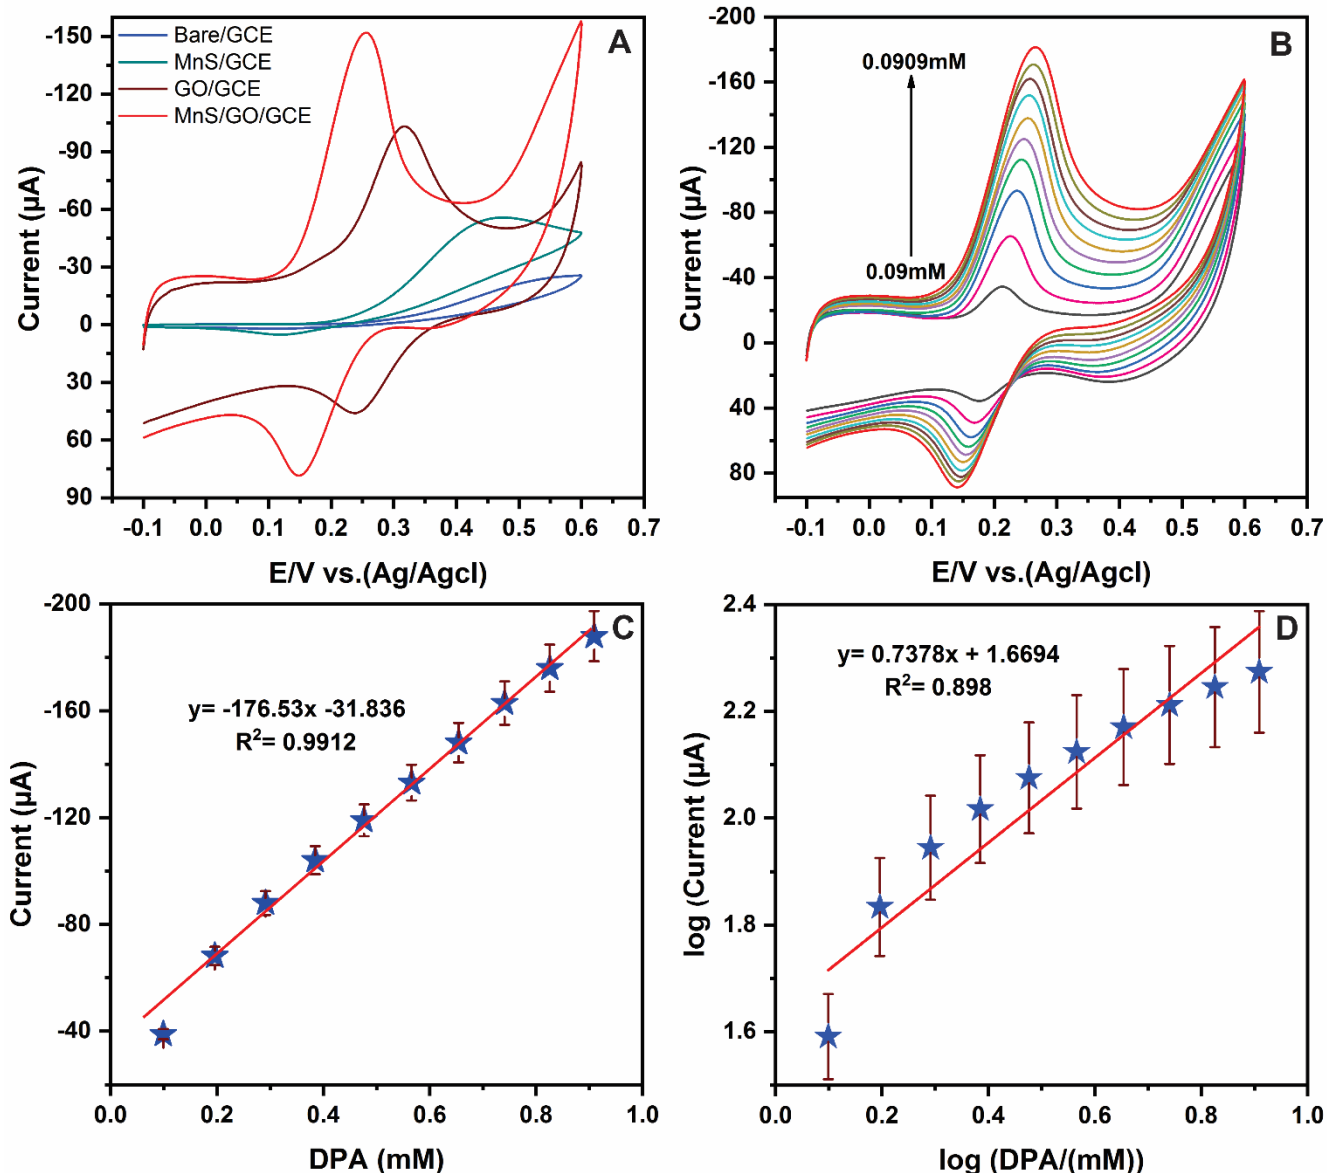 A
Bare/GCE
MnS/GCE
GO/GCE
MnS/GO/GCE
-150
-120
-90
-60
-30
0
30
60
90
Current (µA)
-0.1 0.0 0.1 0.2 0.3 0.4 0.5 0.6 0.7
E/V vs.(Ag/Agcl)
B
0.0909mM
0.09mM
-200
-160
-120
-80
-40
0
40
80
Current (µA)
-0.1 0.0 0.1 0.2 0.3 0.4 0.5 0.6 0.7
E/V vs.(Ag/Agcl)
C
y= -176.53x -31.836
R²= 0.9912
-200
-160
-120
-80
-40
Current (µA)
0.0 0.2 0.4 0.6 0.8 1.0
DPA (mM)
D
y= 0.7378x + 1.6694
R²= 0.898
2.4
2.2
2.0
1.8
1.6
log (Current (µA)
0.0 0.2 0.4 0.6 0.8 1.0
log (DPA/(mM))